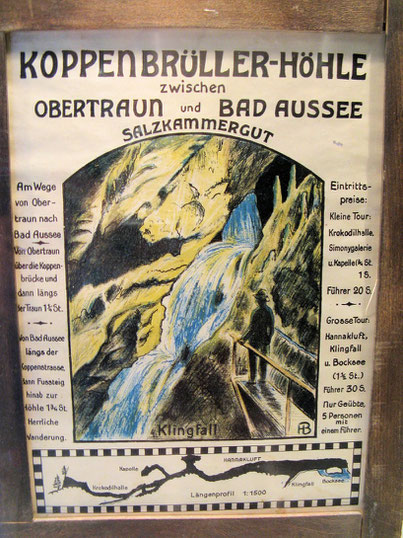 KOPPENBRÜLLER-HÖHLE
zwischen
OBERTRAUN und BAD AUSSEE
SALZKAMMERGUT
Am Wege
von Ober-
traun nach
Bad Aussee
Von Obertraun
über die Koppen-
brücke und
dann längs
der Traun 1¼ St.
Von Bad Aussee
längs der
Koppenstrasse,
dann Fussteig
hinab zur
Höhle 1¾ St.
Herrliche
Wanderung.
Klingfall
Eintritts-
preise:
Kleine Tour:
Krokodilhalle,
Simonygalerie
u. Kapelle (¾ St.
1 S.
Führer 20 S.
Grosse Tour:
Hannakluft,
Klingfall
u. Bocksee
(1½ St.)
Führer 30 S.
Nur Geübte,
5 Personen
mit
einem Führer.
HANNAKLUFT
Kapelle
Krokodilhalle
Klingfall
Bocksee
Längenprofil 1:1500